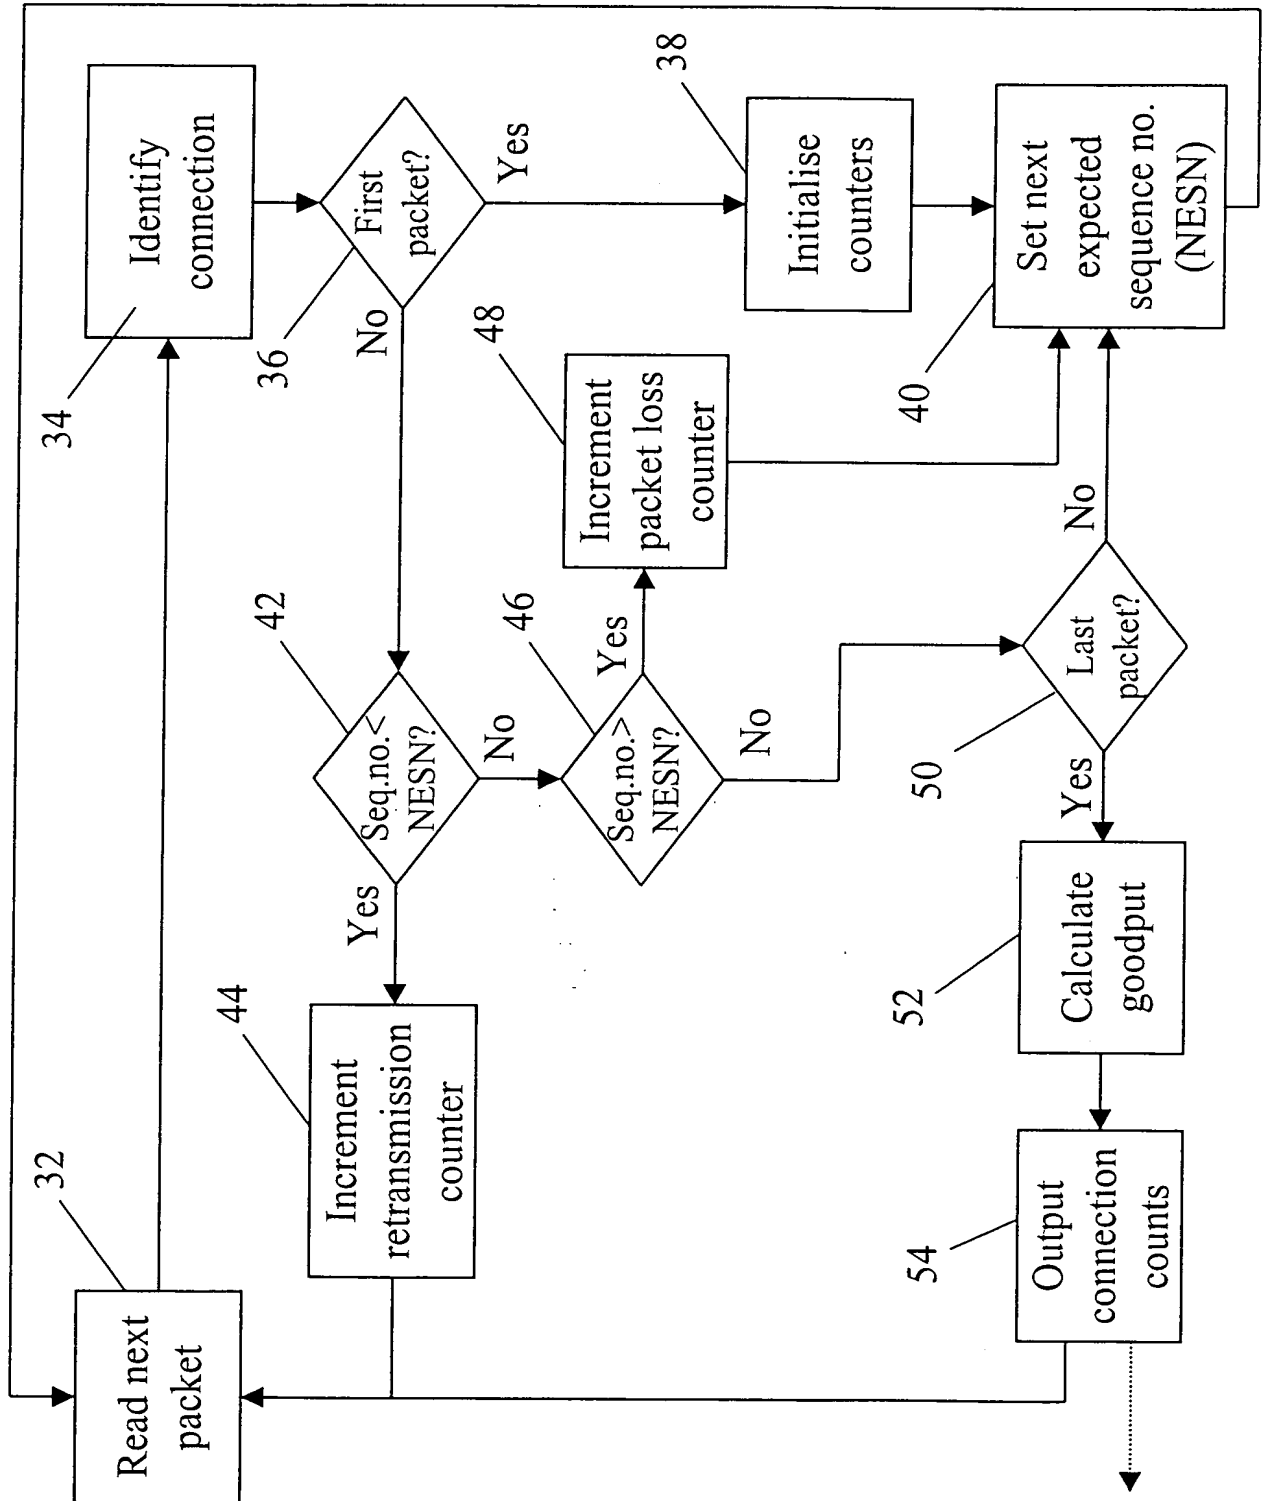 32
Read next
packet
34
Identify
connection
36
First
packet?
Yes
No
38
Initialise
counters
40
Set next
expected
sequence no.
(NESN)
42
Seq.no.<
NESN?
Yes
No
44
Increment
retransmission
counter
46
Seq.no.>
NESN?
Yes
No
48
Increment
packet loss
counter
50
Last
packet?
No
Yes
52
Calculate
goodput
54
Output
connection
counts